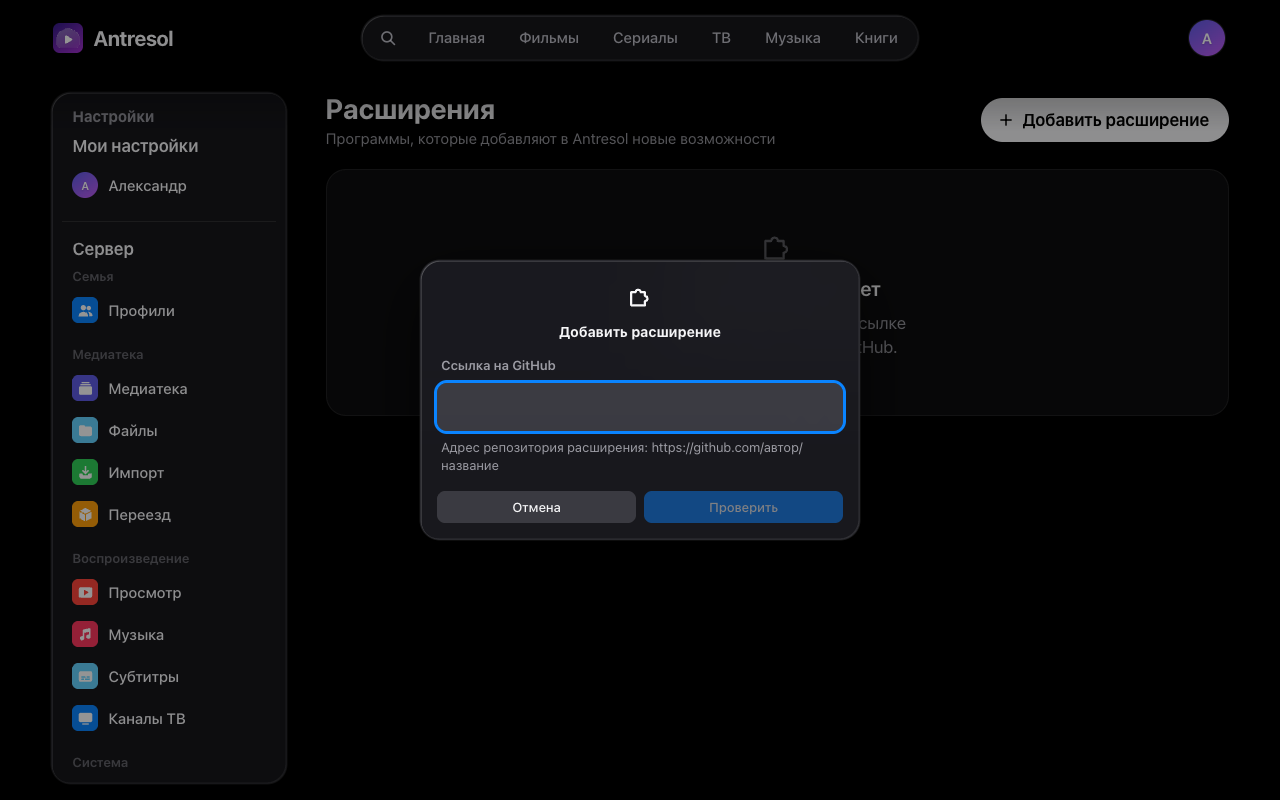 Antresol
Главная
Фильмы
Сериалы
ТВ
Музыка
Книги
A
Настройки
Мои настройки
A
Александр
Сервер
Семья
Профили
Медиатека
Медиатека
Файлы
Импорт
Переезд
Воспроизведение
Просмотр
Музыка
Субтитры
Каналы ТВ
Система
Расширения
Программы, которые добавляют в Antresol новые возможности
Добавить расширение
Добавить расширение
Ссылка на GitHub
Адрес репозитория расширения: https://github.com/автор/
название
Отмена
Проверить